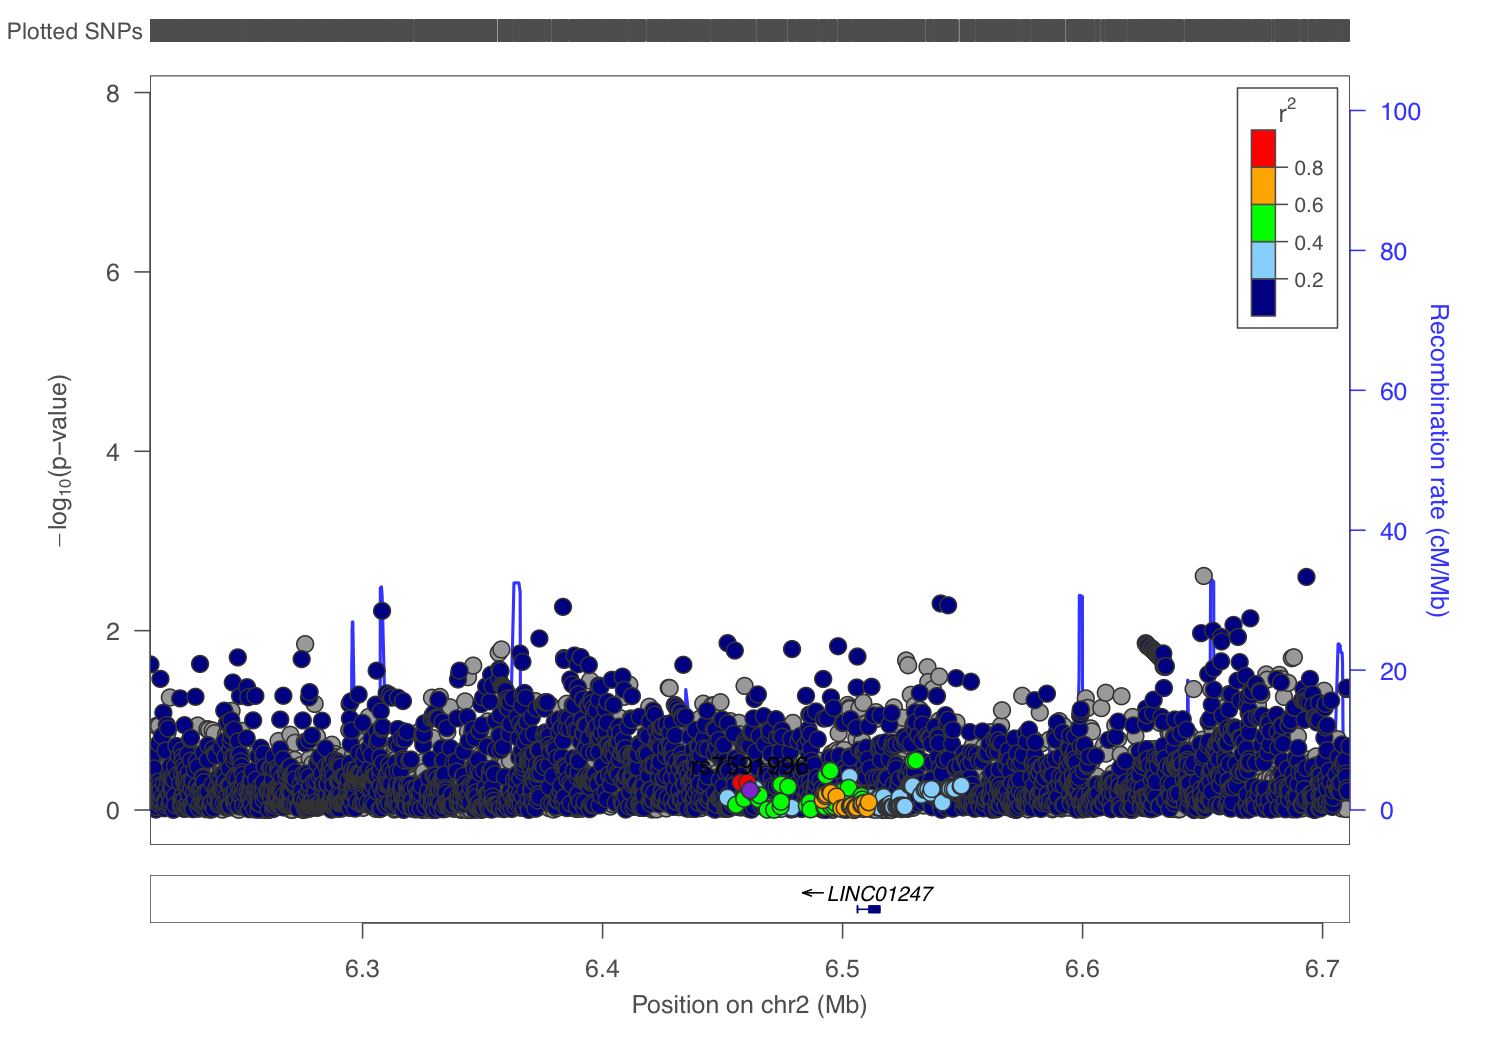 Plotted SNPs
8
6
4
2
0
−log10(p−value)
100
80
60
40
20
0
Recombination rate (cM/Mb)
r2
0.8
0.6
0.4
0.2
rs7591996
LINC01247
6.3
6.4
6.5
6.6
6.7
Position on chr2 (Mb)